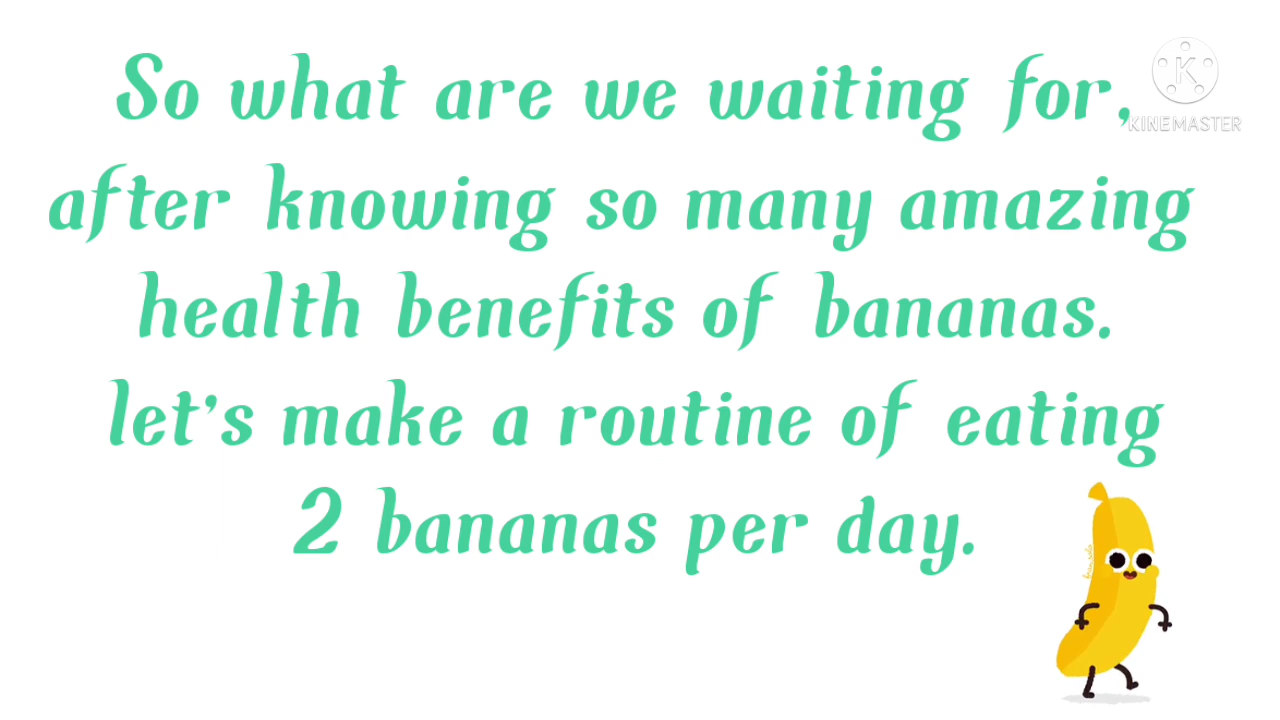 So what are we waiting for,
KINEMASTER
after knowing so many amazing
health benefits of bananas.
let's make a routine of eating
2 bananas per day.